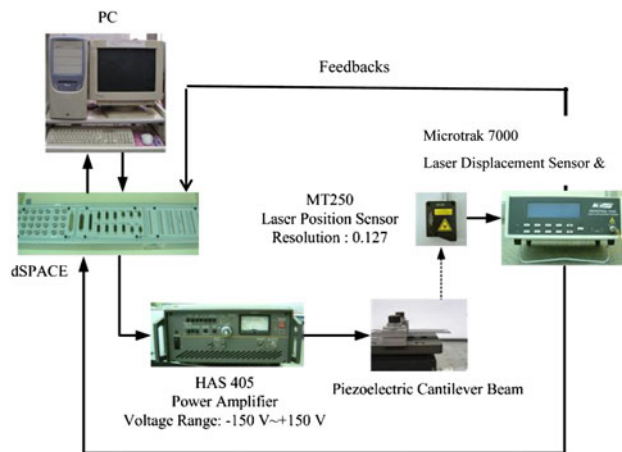 PC
Feedbacks
Microtrak 7000
Laser Displacement Sensor &
MT250
Laser Position Sensor
Resolution : 0.127
dSPACE
HAS 405
Power Amplifier
Voltage Range: -150 V~+150 V
Piezoelectric Cantilever Beam